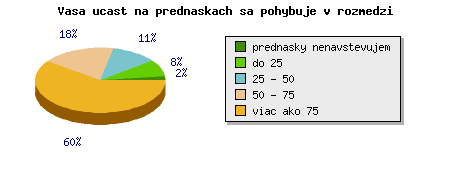 Vasa ucast na prednaskach sa pohybuje v rozmedzi
18%
11%
8%
2%
60%
prednasky nenavstevujem
do 25
25 - 50
50 - 75
viac ako 75